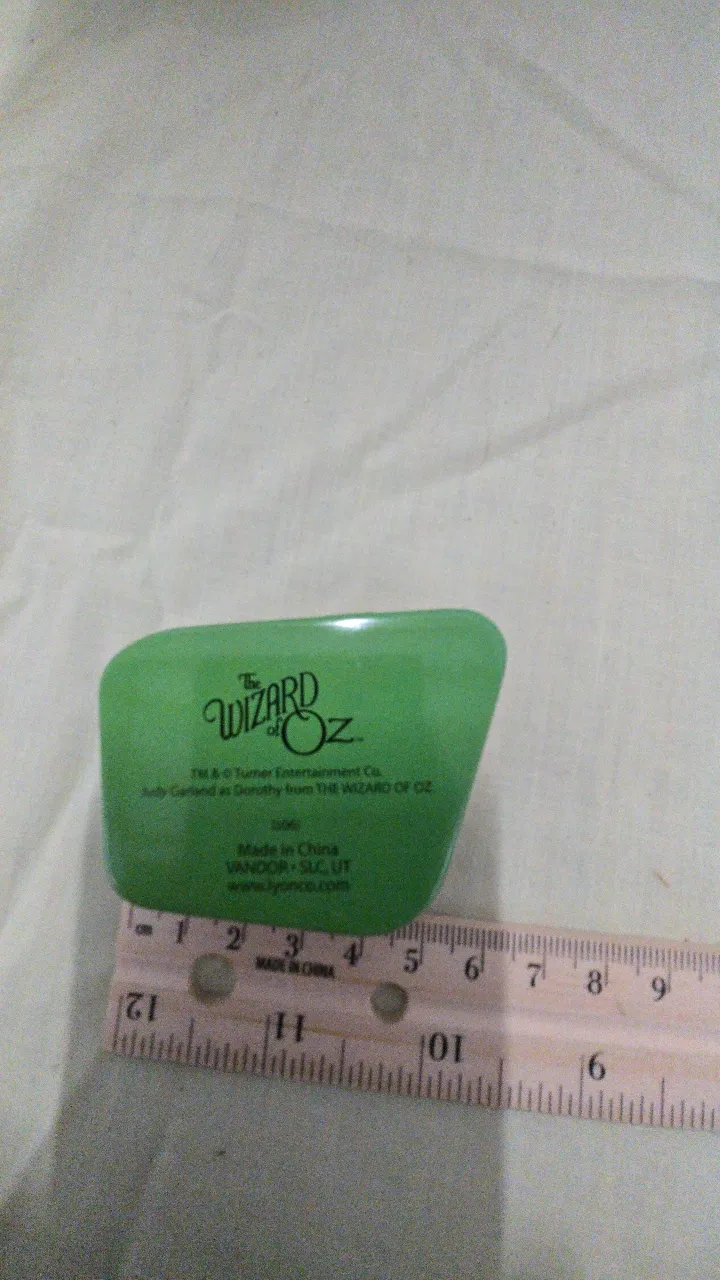 The
WIZARD
of OZ™
TM & © Turner Entertainment Co.
Judy Garland as Dorothy from THE WIZARD OF OZ.
Made in China
VANDOR • SLC, UT
www.lyonco.com
cm 1 2 3 4 5 6 7 8 9
MADE IN CHINA
12 11 10 9